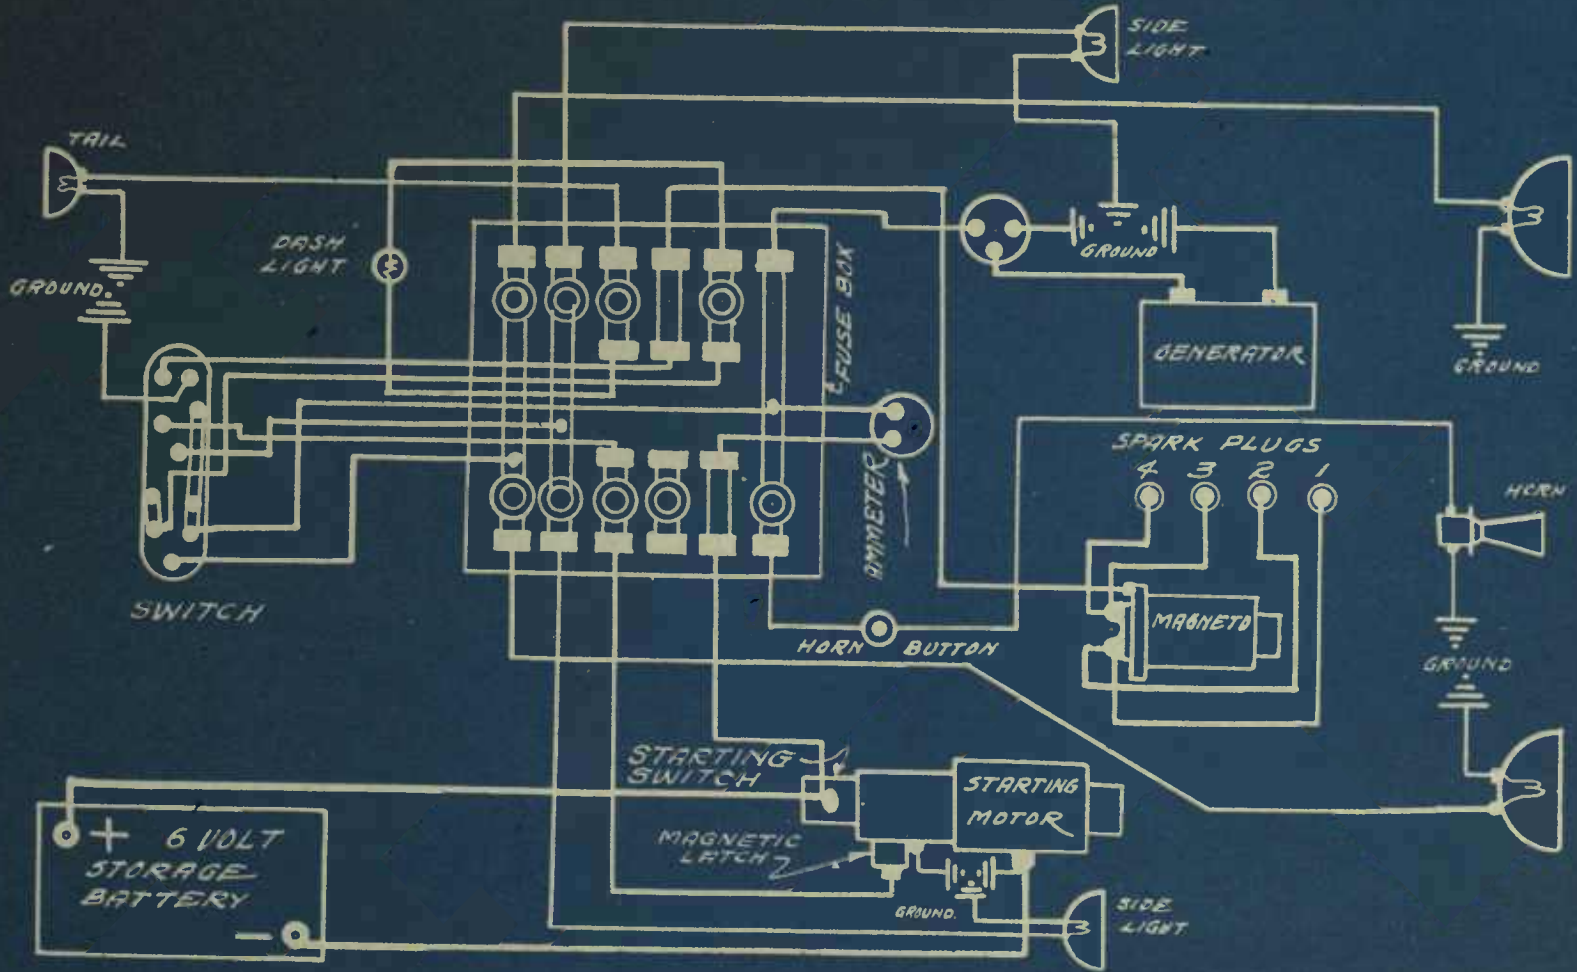 SIDE
LIGHT
TAIL
DASH
LIGHT
GROUND.
GROUND
FUSE BOX
GENERATOR
GROUND
AMMETER
SPARK PLUGS
4 3 2 1
HORN
SWITCH
MAGNETO
HORN BUTTON
GROUND
STARTING
SWITCH
STARTING
MOTOR
+ 6 VOLT
STORAGE
BATTERY
−
MAGNETIC
LATCH
GROUND.
SIDE
LIGHT